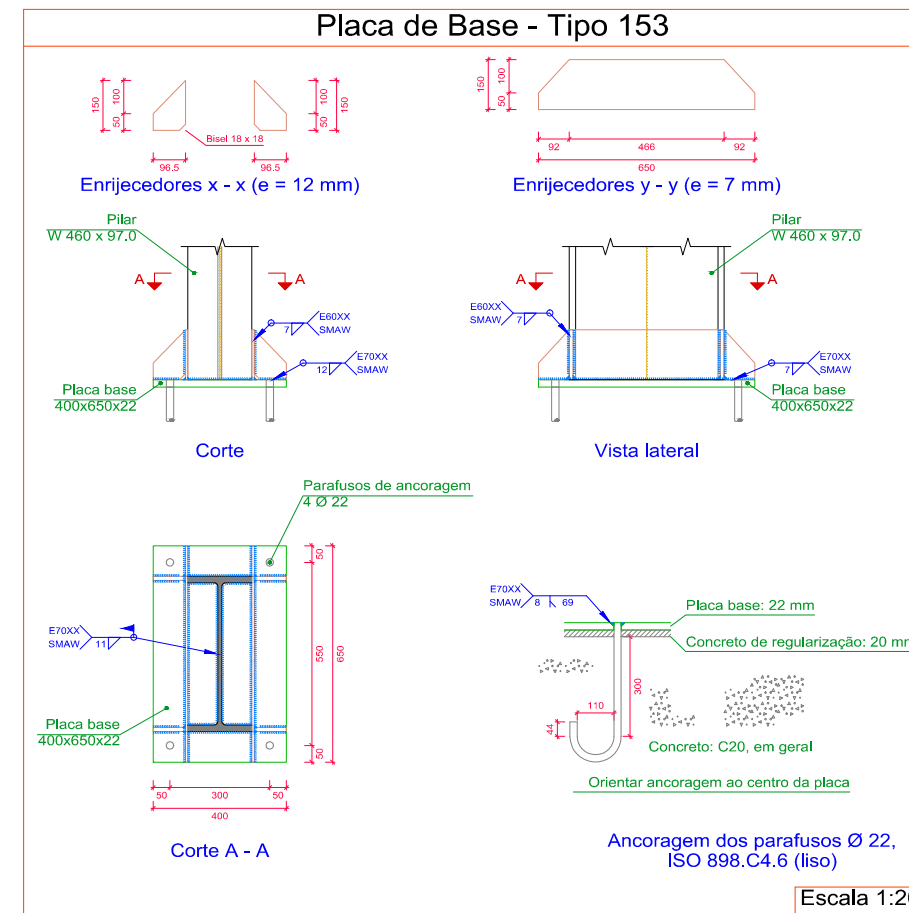 Placa de Base - Tipo 153
150
100
50
50
100
150
Bisel 18 x 18
96.5
96.5
Enrijecedores x - x (e = 12 mm)
150
100
50
92
466
92
650
Enrijecedores y - y (e = 7 mm)
Pilar
W 460 x 97.0
A
A
E60XX
7
SMAW
E70XX
12
SMAW
Placa base
400x650x22
Corte
Pilar
W 460 x 97.0
A
A
E60XX
SMAW
7
E70XX
7
SMAW
Placa base
400x650x22
Vista lateral
Parafusos de ancoragem
4 Ø 22
50
550
650
50
E70XX
SMAW
11
Placa base
400x650x22
50
300
50
400
Corte A - A
E70XX
SMAW
8
69
Placa base: 22 mm
Concreto de regularização: 20 mm
300
110
44
Concreto: C20, em geral
Orientar ancoragem ao centro da placa
Ancoragem dos parafusos Ø 22,
ISO 898.C4.6 (liso)
Escala 1:20